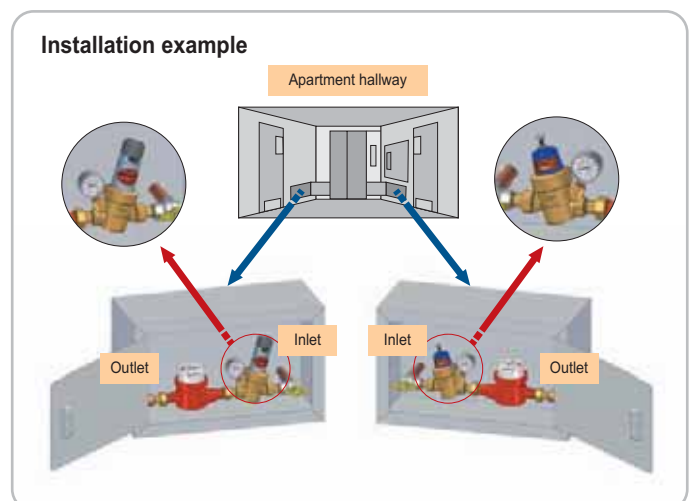 Installation example
Apartment hallway
Inlet
Outlet
Inlet
Outlet